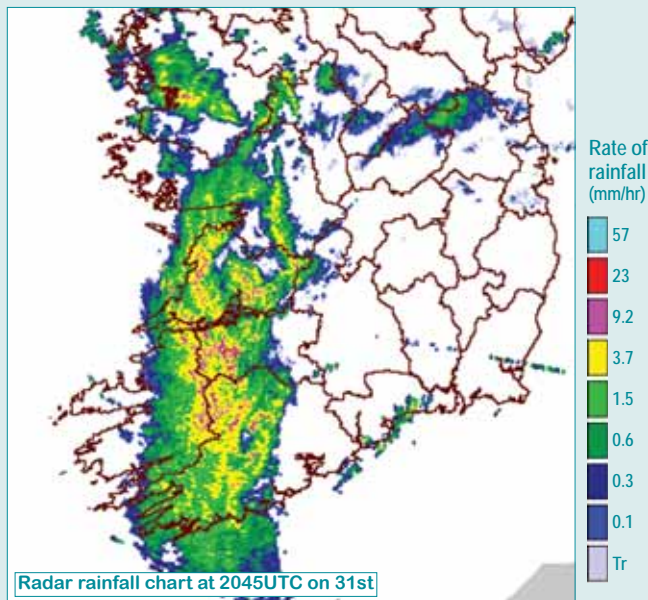 Rate of
rainfall
(mm/hr)
57
23
9.2
3.7
1.5
0.6
0.3
0.1
Tr
Radar rainfall chart at 2045UTC on 31st